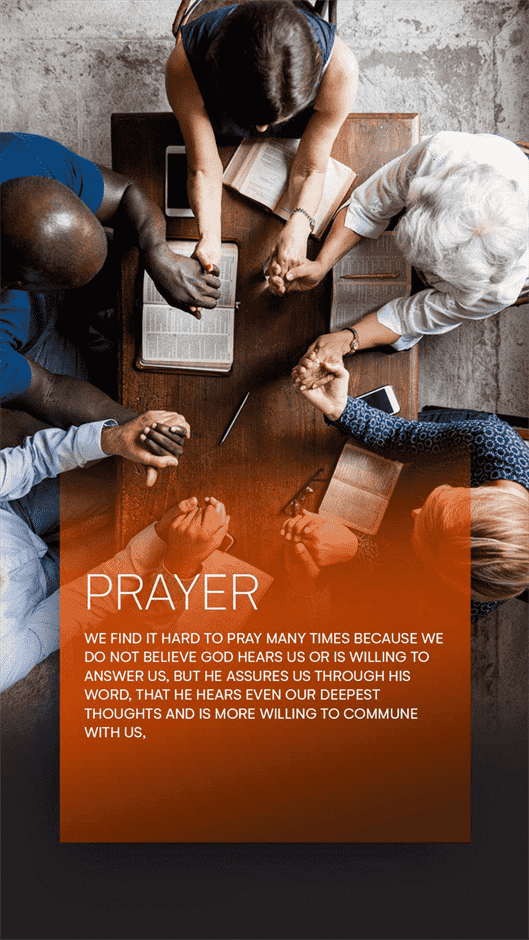 PRAYER
WE FIND IT HARD TO PRAY MANY TIMES BECAUSE WE
DO NOT BELIEVE GOD HEARS US OR IS WILLING TO
ANSWER US, BUT HE ASSURES US THROUGH HIS
WORD, THAT HE HEARS EVEN OUR DEEPEST
THOUGHTS AND IS MORE WILLING TO COMMUNE
WITH US,